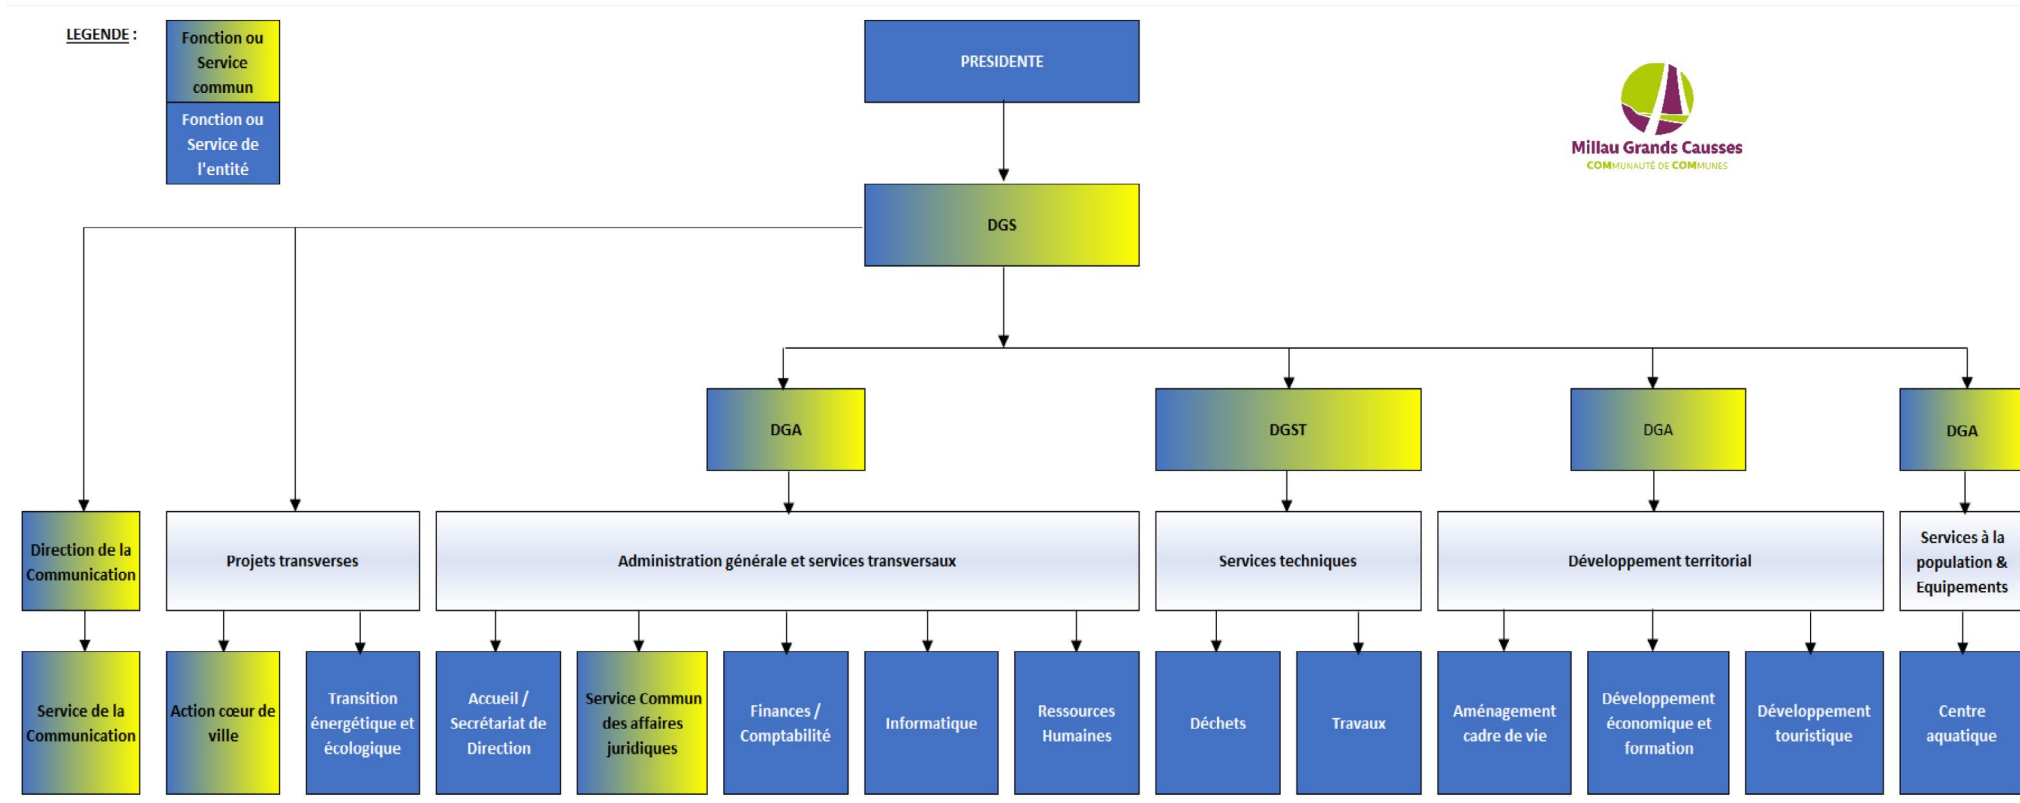 LEGENDE :
Fonction ou
Service
commun
Fonction ou
Service de
l'entité
PRESIDENTE
Millau Grands Causses
COMMUNAUTÉ DE COMMUNES
DGS
DGA
DGST
DGA
DGA
Direction de la
Communication
Projets transverses
Administration générale et services transversaux
Services techniques
Développement territorial
Services à la
population &
Equipements
Service de la
Communication
Action cœur de
ville
Transition
énergétique et
écologique
Accueil /
Secrétariat de
Direction
Service Commun
des affaires
juridiques
Finances /
Comptabilité
Informatique
Ressources
Humaines
Déchets
Travaux
Aménagement
cadre de vie
Développement
économique et
formation
Développement
touristique
Centre
aquatique